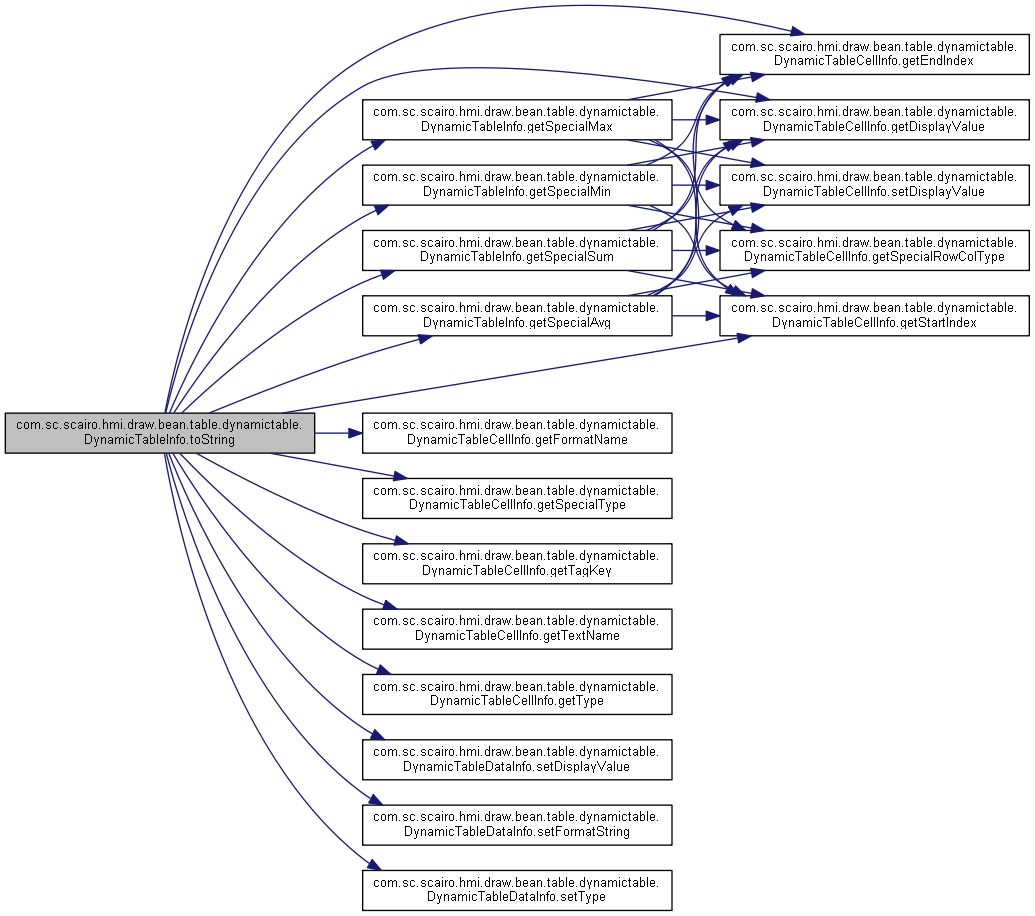 com.sc.scairo.hmi.draw.bean.table.dynamictable.
DynamicTableInfo.toString
com.sc.scairo.hmi.draw.bean.table.dynamictable.
DynamicTableInfo.getSpecialMax
com.sc.scairo.hmi.draw.bean.table.dynamictable.
DynamicTableInfo.getSpecialMin
com.sc.scairo.hmi.draw.bean.table.dynamictable.
DynamicTableInfo.getSpecialSum
com.sc.scairo.hmi.draw.bean.table.dynamictable.
DynamicTableInfo.getSpecialAvg
com.sc.scairo.hmi.draw.bean.table.dynamictable.
DynamicTableCellInfo.getFormatName
com.sc.scairo.hmi.draw.bean.table.dynamictable.
DynamicTableCellInfo.getSpecialType
com.sc.scairo.hmi.draw.bean.table.dynamictable.
DynamicTableCellInfo.getTagKey
com.sc.scairo.hmi.draw.bean.table.dynamictable.
DynamicTableCellInfo.getTextName
com.sc.scairo.hmi.draw.bean.table.dynamictable.
DynamicTableCellInfo.getType
com.sc.scairo.hmi.draw.bean.table.dynamictable.
DynamicTableDataInfo.setDisplayValue
com.sc.scairo.hmi.draw.bean.table.dynamictable.
DynamicTableDataInfo.setFormatString
com.sc.scairo.hmi.draw.bean.table.dynamictable.
DynamicTableDataInfo.setType
com.sc.scairo.hmi.draw.bean.table.dynamictable.
DynamicTableCellInfo.getEndIndex
com.sc.scairo.hmi.draw.bean.table.dynamictable.
DynamicTableCellInfo.getDisplayValue
com.sc.scairo.hmi.draw.bean.table.dynamictable.
DynamicTableCellInfo.setDisplayValue
com.sc.scairo.hmi.draw.bean.table.dynamictable.
DynamicTableCellInfo.getSpecialRowColType
com.sc.scairo.hmi.draw.bean.table.dynamictable.
DynamicTableCellInfo.getStartIndex